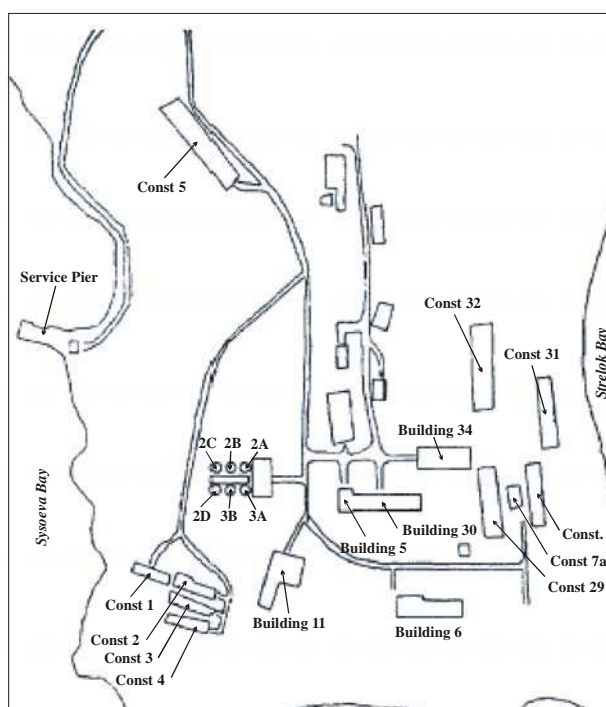 Const 5
Service Pier
Const 32
Const 31
Strelok Bay
Building 34
2C 2B 2A
Sysoeva Bay
2D 3B 3A
Building 5
Building 30
Const.
Const 7a
Const 29
Const 1
Const 2
Const 3
Const 4
Building 11
Building 6